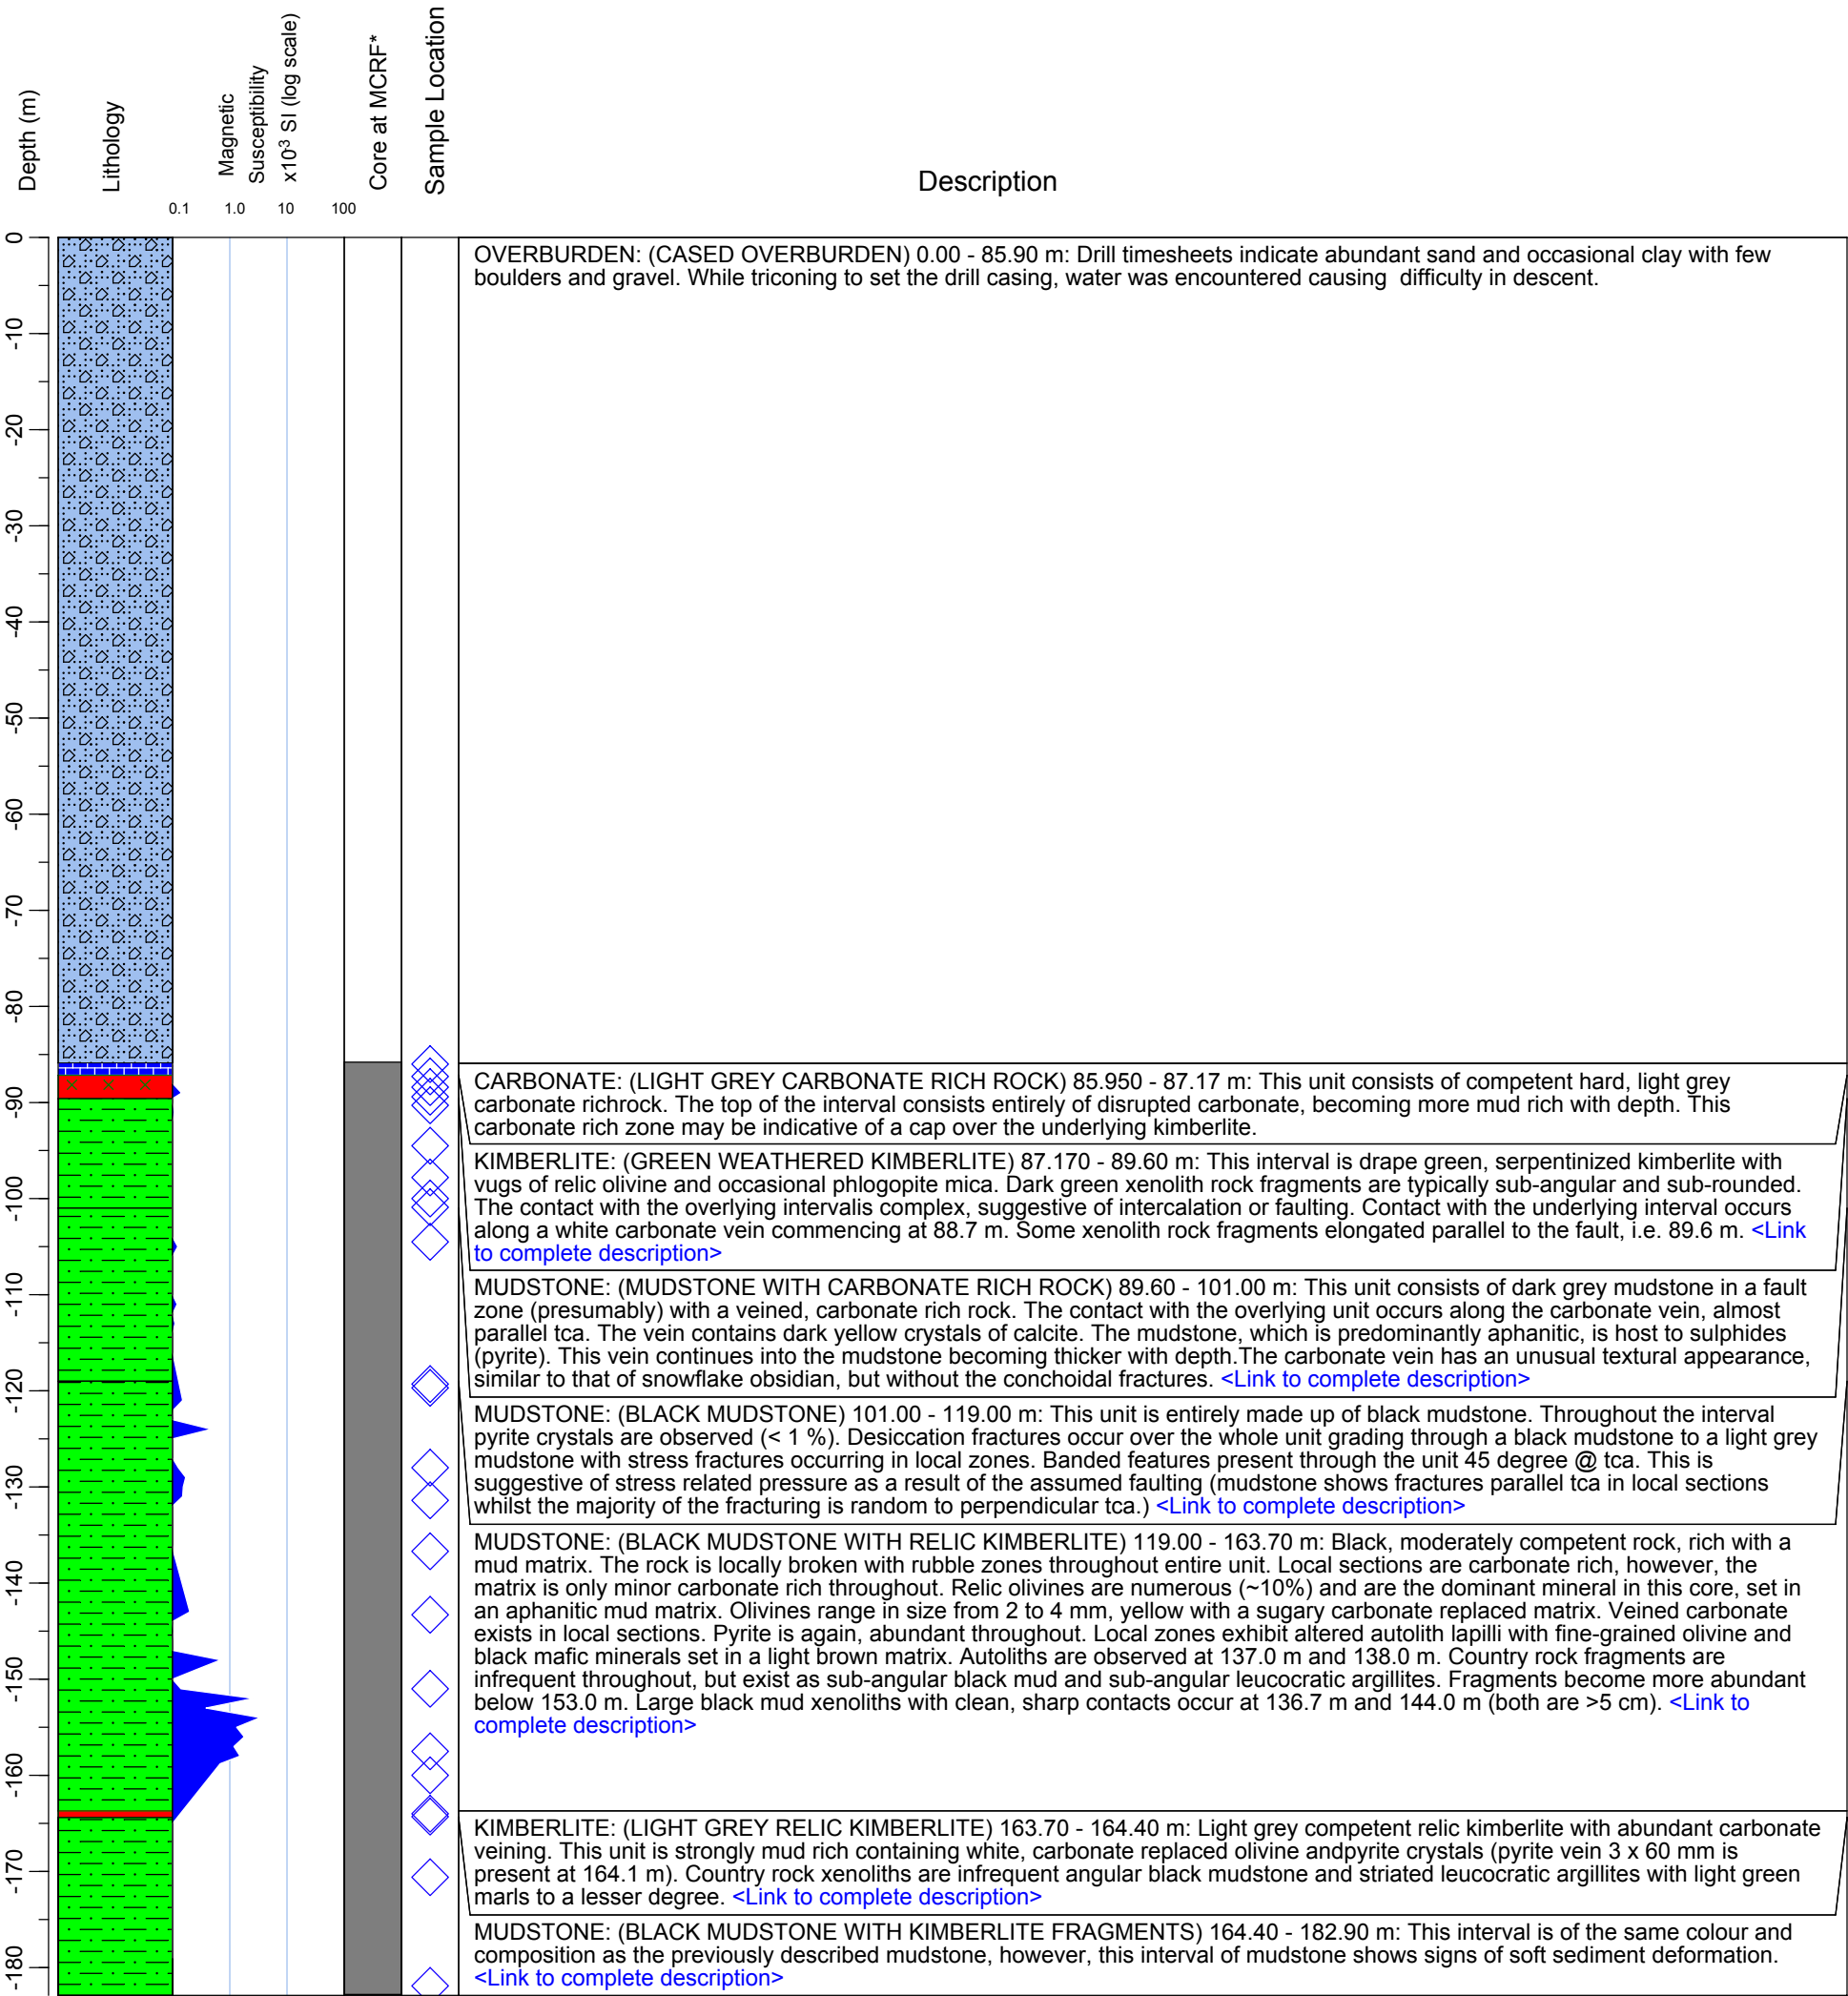 Depth (m)
Lithology
Magnetic
Susceptibility
x10³ SI (log scale)
Core at MCRF*
Sample Location
Description
0.1 1.0 10 100
0
-10
-20
-30
-40
-50
-60
-70
-80
-90
-100
-110
-120
-130
-140
-150
-160
-170
-180
OVERBURDEN: (CASED OVERBURDEN) 0.00 - 85.90 m: Drill timesheets indicate abundant sand and occasional clay with few
boulders and gravel. While triconing to set the drill casing, water was encountered causing difficulty in descent.
CARBONATE: (LIGHT GREY CARBONATE RICH ROCK) 85.950 - 87.17 m: This unit consists of competent hard, light grey
carbonate richrock. The top of the interval consists entirely of disrupted carbonate, becoming more mud rich with depth. This
carbonate rich zone may be indicative of a cap over the underlying kimberlite.
KIMBERLITE: (GREEN WEATHERED KIMBERLITE) 87.170 - 89.60 m: This interval is drape green, serpentinized kimberlite with
vugs of relic olivine and occasional phlogopite mica. Dark green xenolith rock fragments are typically sub-angular and sub-rounded.
The contact with the overlying intervalis complex, suggestive of intercalation or faulting. Contact with the underlying interval occurs
along a white carbonate vein commencing at 88.7 m. Some xenolith rock fragments elongated parallel to the fault, i.e. 89.6 m. <Link
to complete description>
MUDSTONE: (MUDSTONE WITH CARBONATE RICH ROCK) 89.60 - 101.00 m: This unit consists of dark grey mudstone in a fault
zone (presumably) with a veined, carbonate rich rock. The contact with the overlying unit occurs along the carbonate vein, almost
parallel tca. The vein contains dark yellow crystals of calcite. The mudstone, which is predominantly aphanitic, is host to sulphides
(pyrite). This vein continues into the mudstone becoming thicker with depth.The carbonate vein has an unusual textural appearance,
similar to that of snowflake obsidian, but without the conchoidal fractures. <Link to complete description>
MUDSTONE: (BLACK MUDSTONE) 101.00 - 119.00 m: This unit is entirely made up of black mudstone. Throughout the interval
pyrite crystals are observed (< 1 %). Desiccation fractures occur over the whole unit grading through a black mudstone to a light grey
mudstone with stress fractures occurring in local zones. Banded features present through the unit 45 degree @ tca. This is
suggestive of stress related pressure as a result of the assumed faulting (mudstone shows fractures parallel tca in local sections
whilst the majority of the fracturing is random to perpendicular tca.) <Link to complete description>
MUDSTONE: (BLACK MUDSTONE WITH RELIC KIMBERLITE) 119.00 - 163.70 m: Black, moderately competent rock, rich with a
mud matrix. The rock is locally broken with rubble zones throughout entire unit. Local sections are carbonate rich, however, the
matrix is only minor carbonate rich throughout. Relic olivines are numerous (~10%) and are the dominant mineral in this core, set in
an aphanitic mud matrix. Olivines range in size from 2 to 4 mm, yellow with a sugary carbonate replaced matrix. Veined carbonate
exists in local sections. Pyrite is again, abundant throughout. Local zones exhibit altered autolith lapilli with fine-grained olivine and
black mafic minerals set in a light brown matrix. Autoliths are observed at 137.0 m and 138.0 m. Country rock fragments are
infrequent throughout, but exist as sub-angular black mud and sub-angular leucocratic argillites. Fragments become more abundant
below 153.0 m. Large black mud xenoliths with clean, sharp contacts occur at 136.7 m and 144.0 m (both are >5 cm). <Link to
complete description>
KIMBERLITE: (LIGHT GREY RELIC KIMBERLITE) 163.70 - 164.40 m: Light grey competent relic kimberlite with abundant carbonate
veining. This unit is strongly mud rich containing white, carbonate replaced olivine andpyrite crystals (pyrite vein 3 x 60 mm is
present at 164.1 m). Country rock xenoliths are infrequent angular black mudstone and striated leucocratic argillites with light green
marls to a lesser degree. <Link to complete description>
MUDSTONE: (BLACK MUDSTONE WITH KIMBERLITE FRAGMENTS) 164.40 - 182.90 m: This interval is of the same colour and
composition as the previously described mudstone, however, this interval of mudstone shows signs of soft sediment deformation.
<Link to complete description>